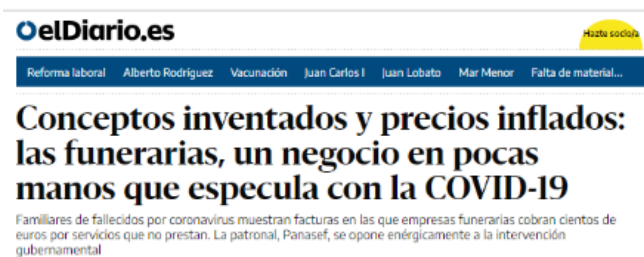 elDiario.es
Hazte socio/a
Reforma laboral Alberto Rodríguez Vacunación Juan Carlos I Juan Lobato Mar Menor Falta de material...
Conceptos inventados y precios inflados:
las funerarias, un negocio en pocas
manos que especula con la COVID-19
Familiares de fallecidos por coronavirus muestran facturas en las que empresas funerarias cobran cientos de
euros por servicios que no prestan. La patronal, Panasef, se opone enérgicamente a la intervención
gubernamental